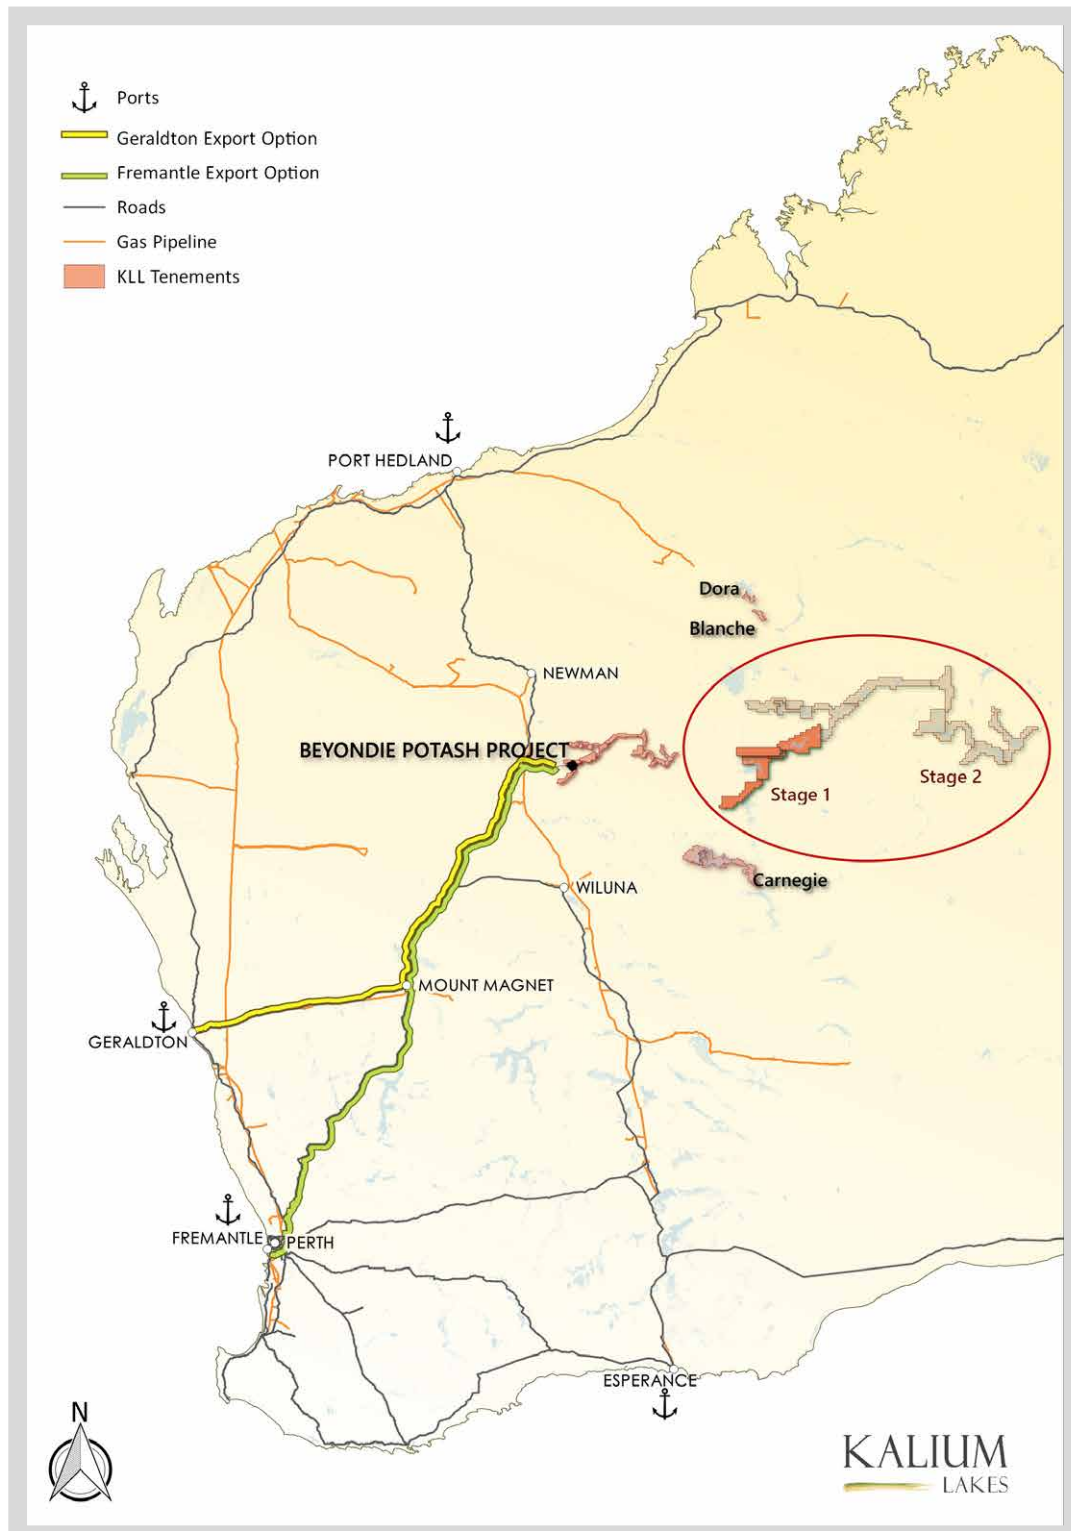 Ports
Geraldton Export Option
Fremantle Export Option
Roads
Gas Pipeline
KLL Tenements
PORT HEDLAND
Dora
Blanche
NEWMAN
BEYONDIE POTASH PROJECT
Stage 2
Stage 1
Carnegie
WILUNA
MOUNT MAGNET
GERALDTON
FREMANTLE
PERTH
ESPERANCE
N
KALIUM
LAKES